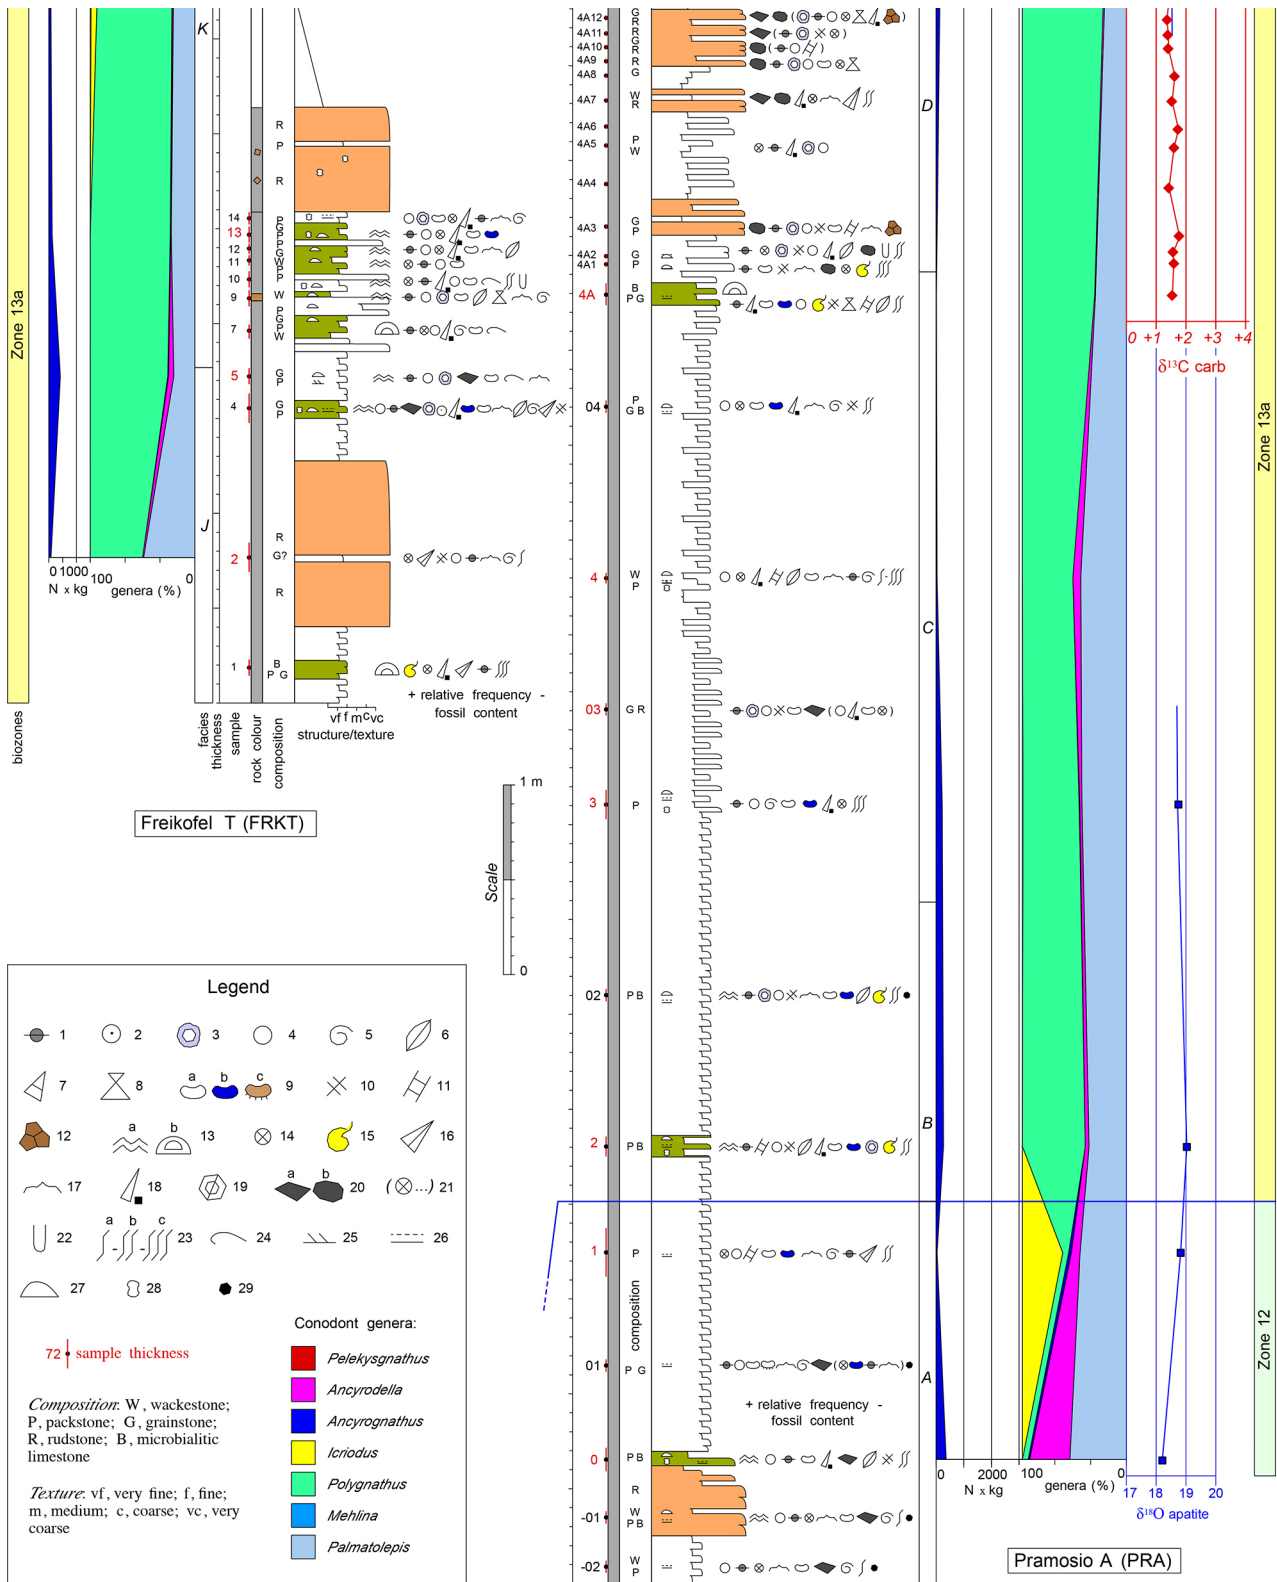 Zone 13a
biozones
0 1000
N x kg
100 0
genera (%)
K
J
facies
thickness
sample
rock colour
composition
R
P
R
14
13
12
11
10
9
7
5
4
2
1
P
G
P
G
W
P
P
W
P
G
P
W
G
P
G
P
R
G?
R
B
P G
vf f m c vc
structure/texture
+ relative frequency -
fossil content
Freikofel T (FRKT)
1 m
Scale
0
Legend
1
2
3
4
5
6
7
8
a b c 9
10
11
12
a b 13
14
15
16
17
18
19
a b 20
( ...) 21
22
a - b - c 23
24
25
26
27
28
29
72 sample thickness
Conodont genera:
Pelekysgnathus
Ancyrodella
Ancyrognathus
Icriodus
Polygnathus
Mehlina
Palmatolepis
Composition: W, wackestone;
P, packstone; G, grainstone;
R, rudstone; B, microbialitic
limestone
Texture: vf, very fine; f, fine;
m, medium; c, coarse; vc, very
coarse
4A12
4A11
4A10
4A9
4A8
4A7
4A6
4A5
4A4
4A3
4A2
4A1
4A
04
4
03
3
02
2
1
01
0
-01
-02
G
R
R
G
R
R
G
W
R
P
W
G
P
G
P
B
P G
P
G B
W
P
G R
P
P B
P B
P
composition
P G
P B
R
W
P B
W
P
+ relative frequency -
fossil content
D
C
B
A
0 2000
N x kg
100 0
genera (%)
0 +1 +2 +3 +4
δ¹³C carb
17 18 19 20
δ¹⁸O apatite
Zone 13a
Zone 12
Pramosio A (PRA)